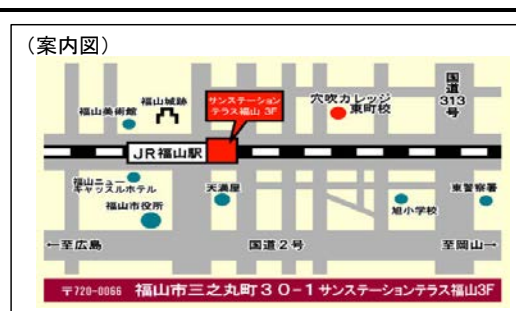 （案内図）
国道313号
福山美術館
福山城跡
サンステーション
テラス福山 3F
穴吹カレッジ
東町校
JR福山駅
福山ニュー
キャッスルホテル
天満屋
東警察署
福山市役所
旭小学校
←至広島
国道２号
至岡山→
〒720-0066 福山市三之丸町３０-１ サンステーションテラス福山3F